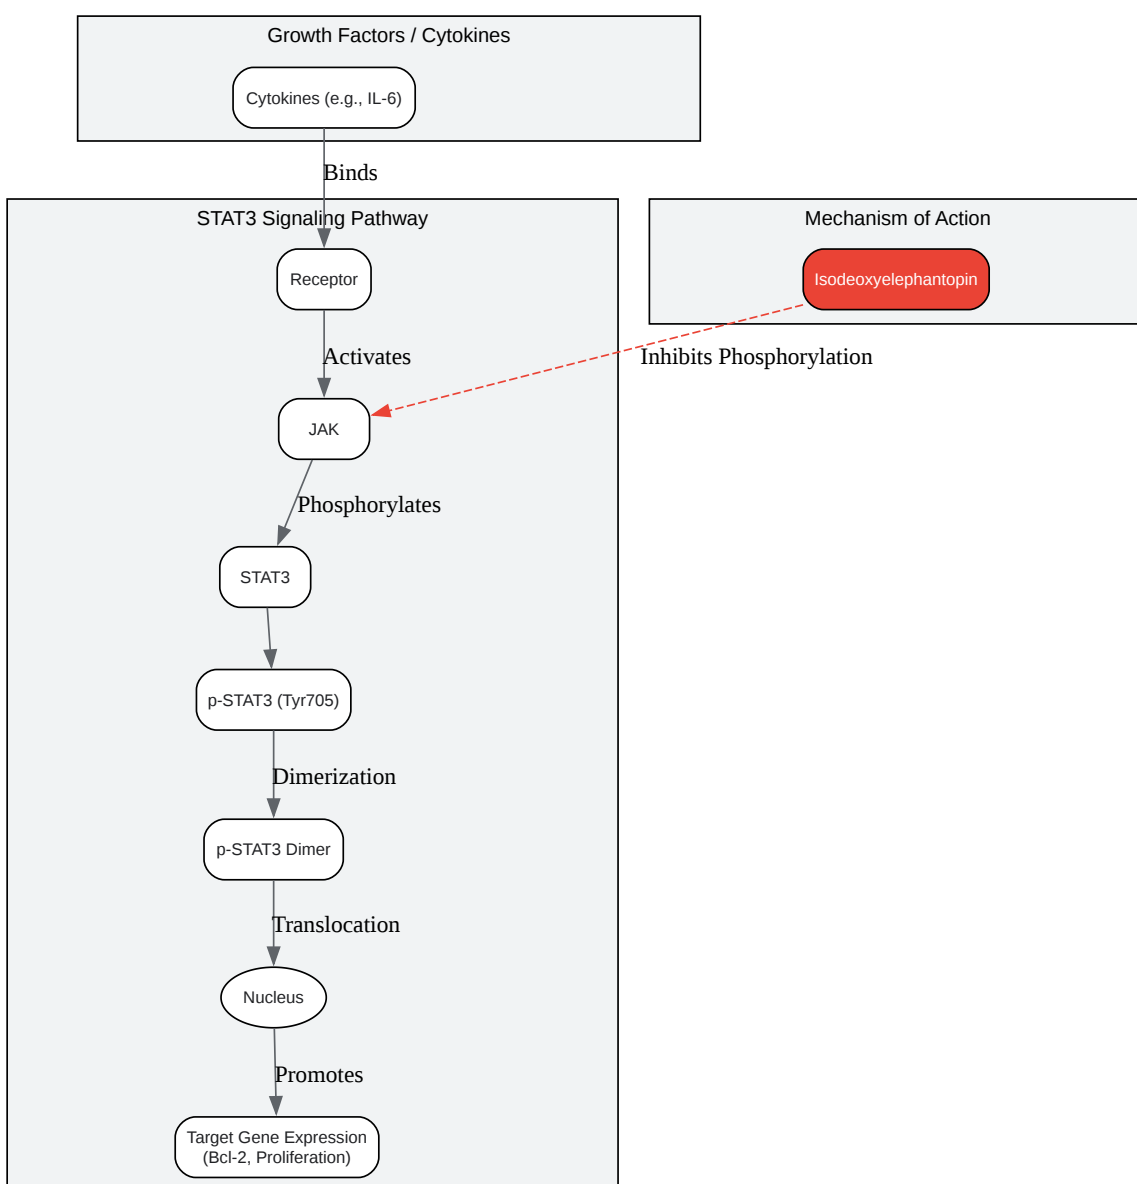 Growth Factors / Cytokines
Cytokines (e.g., IL-6)
Binds
STAT3 Signaling Pathway
Mechanism of Action
Receptor
Isodeoxyelephantopin
Activates
Inhibits Phosphorylation
JAK
Phosphorylates
STAT3
p-STAT3 (Tyr705)
Dimerization
p-STAT3 Dimer
Translocation
Nucleus
Promotes
Target Gene Expression
(Bcl-2, Proliferation)